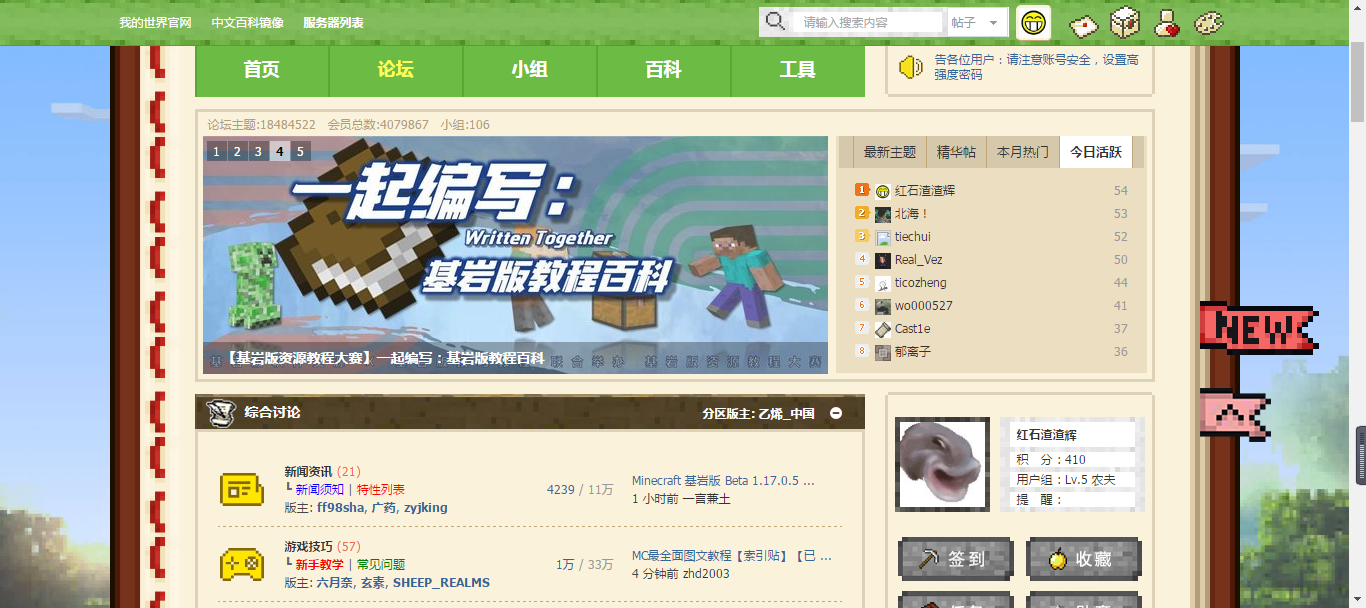 我的世界官网 中文百科镜像 服务器列表
请输入搜索内容 帖子
首页 论坛 小组 百科 工具
告各位用户：请注意账号安全，设置高
强度密码
论坛主题:18484522 会员总数:4079867 小组:106
1 2 3 4 5
一起编写：
Written Together
基岩版教程百科
【基岩版资源教程大赛】一起编写：基岩版教程百科
联合举办 基岩版资源教程大赛
最新主题 精华帖 本月热门 今日活跃
1 红石渣渣辉 54
2 北海！ 53
3 tiechui 52
4 Real_Vez 50
5 ticozheng 44
6 wo000527 41
7 Cast1e 37
8 郁离子 36
NEW
综合讨论 分区版主: 乙烯_中国
新闻资讯 (21)
┗ 新闻须知 | 特性列表
版主: ff98sha, 广药, zyjking
4239 / 11万
Minecraft 基岩版 Beta 1.17.0.5 ...
1 小时前 一言兼土
游戏技巧 (57)
┗ 新手教学 | 常见问题
版主: 六月奈, 玄素, SHEEP_REALMS
1万 / 33万
MC最全面图文教程【索引贴】【已 ...
4 分钟前 zhd2003
红石渣渣辉
积 分：410
用户组：Lv.5 农夫
提 醒：
签到 收藏